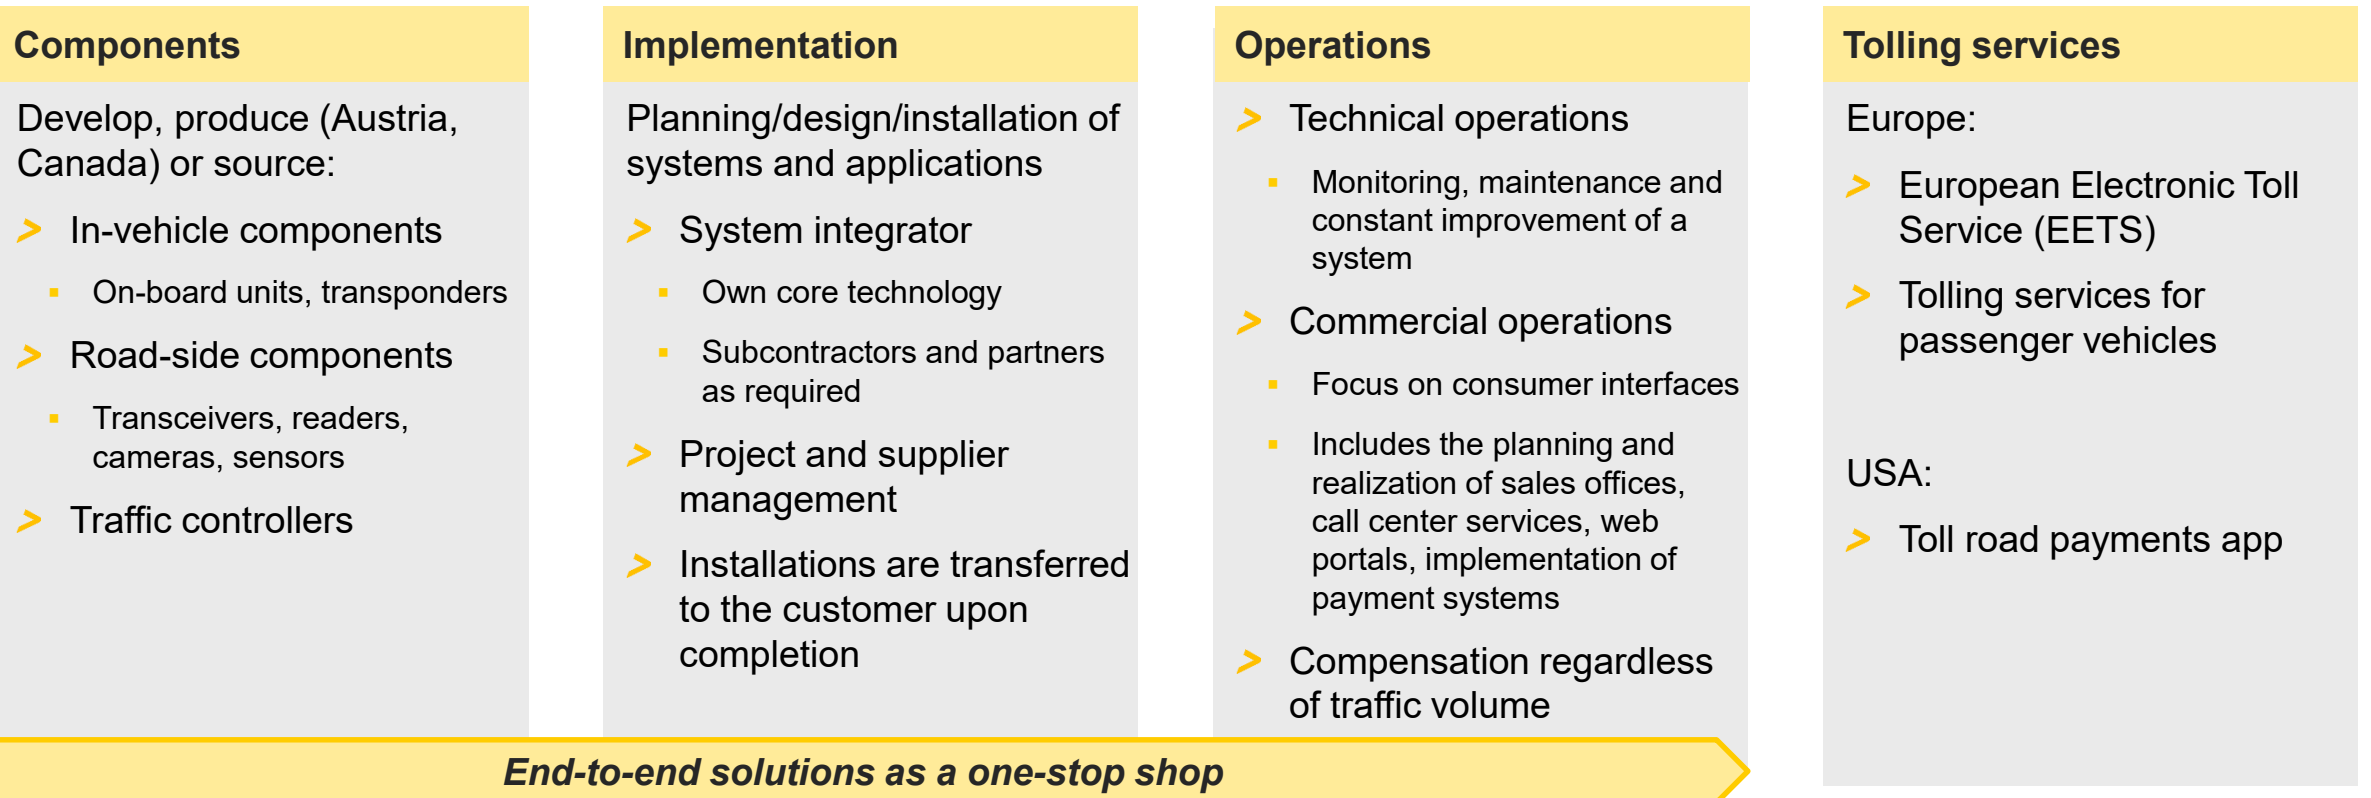 Components
Develop, produce (Austria,
Canada) or source:
> In-vehicle components
▪ On-board units, transponders
> Road-side components
▪ Transceivers, readers,
cameras, sensors
> Traffic controllers
Implementation
Planning/design/installation of
systems and applications
> System integrator
▪ Own core technology
▪ Subcontractors and partners
as required
> Project and supplier
management
> Installations are transferred
to the customer upon
completion
Operations
> Technical operations
▪ Monitoring, maintenance and
constant improvement of a
system
> Commercial operations
▪ Focus on consumer interfaces
▪ Includes the planning and
realization of sales offices,
call center services, web
portals, implementation of
payment systems
> Compensation regardless
of traffic volume
End-to-end solutions as a one-stop shop
Tolling services
Europe:
> European Electronic Toll
Service (EETS)
> Tolling services for
passenger vehicles
USA:
> Toll road payments app